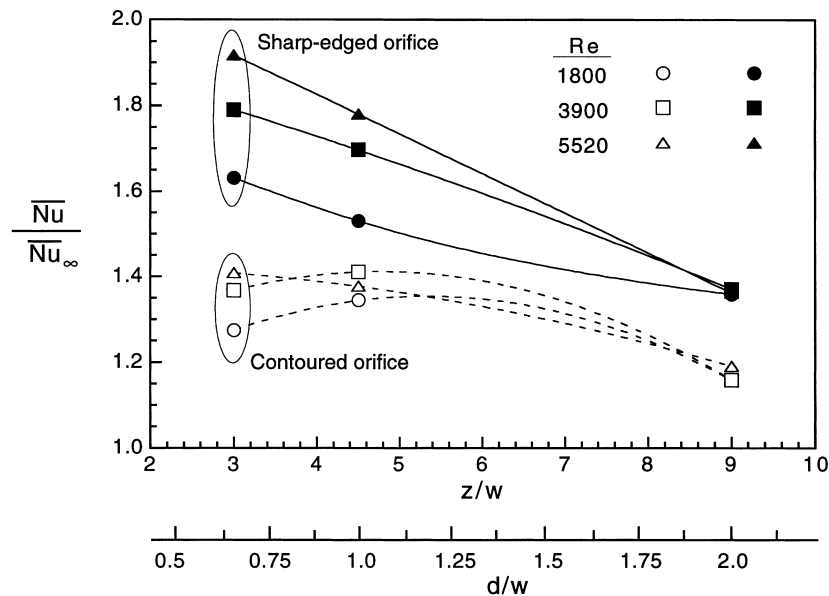 2.0
Sharp-edged orifice
Re
1800
1.8
3900
5520
1.6
Nu
Nu∞
1.4
1.2
Contoured orifice
1.0
2 3 4 5 6 7 8 9 10
z/w
0.5 0.75 1.0 1.25 1.5 1.75 2.0
d/w